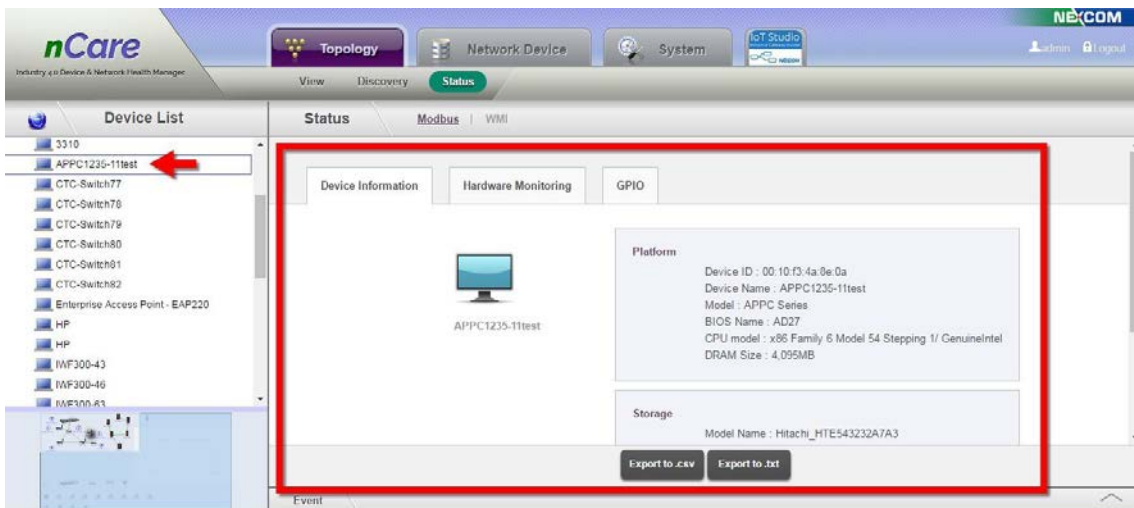 NEXCOM
nCare
Industry 4.0 Device & Network Health Manager
Topology
Network Device
System
IoT Studio
NEXCOM
admin
Logout
View
Discovery
Status
Device List
Status
Modbus | WMI
3310
APPC1235-11test
CTC-Switch77
CTC-Switch78
CTC-Switch79
CTC-Switch80
CTC-Switch81
CTC-Switch82
Enterprise Access Point - EAP220
HP
HP
IWF300-43
IWF300-46
IWF300-63
Device Information
Hardware Monitoring
GPIO
APPC1235-11test
Platform
Device ID : 00:10:f3:4a:8e:0a
Device Name : APPC1235-11test
Model : APPC Series
BIOS Name : AD27
CPU model : x86 Family 6 Model 54 Stepping 1/ GenuineIntel
DRAM Size : 4,095MB
Storage
Model Name : Hitachi_HTE543232A7A3
Export to .csv
Export to .txt
Event